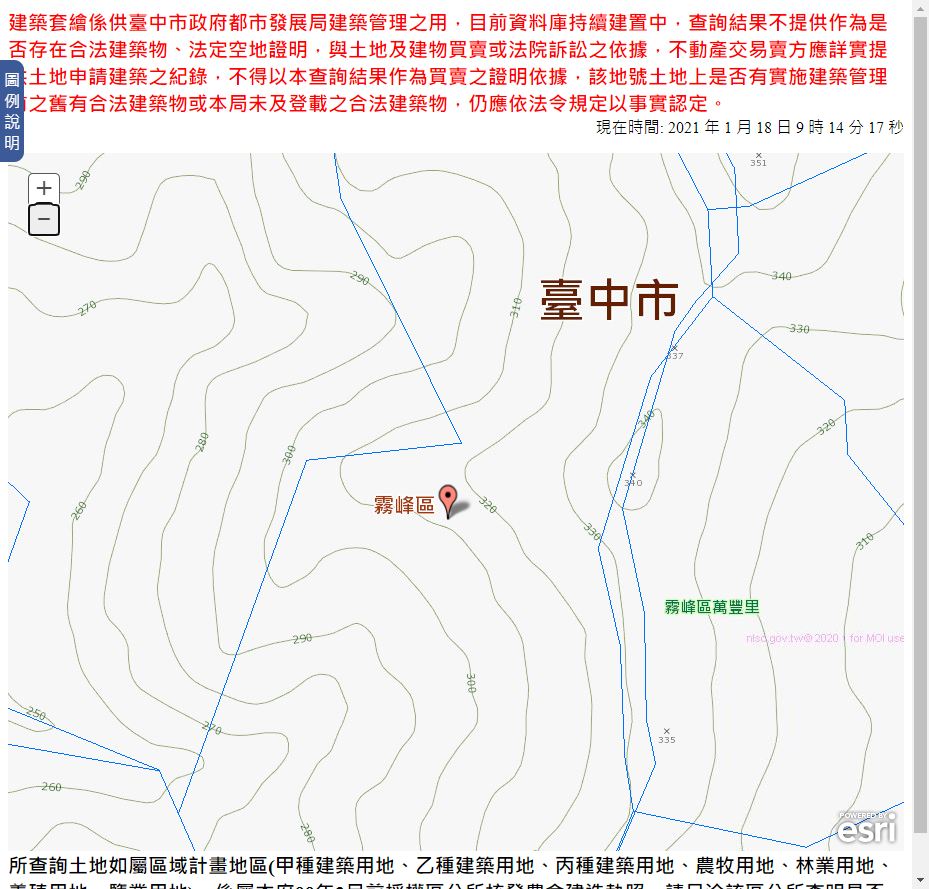 建築套繪係供臺中市政府都市發展局建築管理之用，目前資料庫持續建置中，查詢結果不提供作為是
否存在合法建築物、法定空地證明，與土地及建物買賣或法院訴訟之依據，不動產交易賣方應詳實提
土地申請建築之紀錄，不得以本查詢結果作為買賣之證明依據，該地號土地上是否有實施建築管理
之舊有合法建築物或本局未及登載之合法建築物，仍應依法令規定以事實認定。
圖例說明
現在時間: 2021 年 1 月 18 日 9 時 14 分 17 秒
351
290
+
−
340
290
270
310
臺中市
330
337
340
320
280
300
340
260
霧峰區
320
330
310
霧峰區萬豐里
290
nlsc.gov.tw@2020
for MOI use
300
250
270
335
260
280
POWERED BY
esri
所查詢土地如屬區域計畫地區(甲種建築用地、乙種建築用地、丙種建築用地、農牧用地、林業用地、